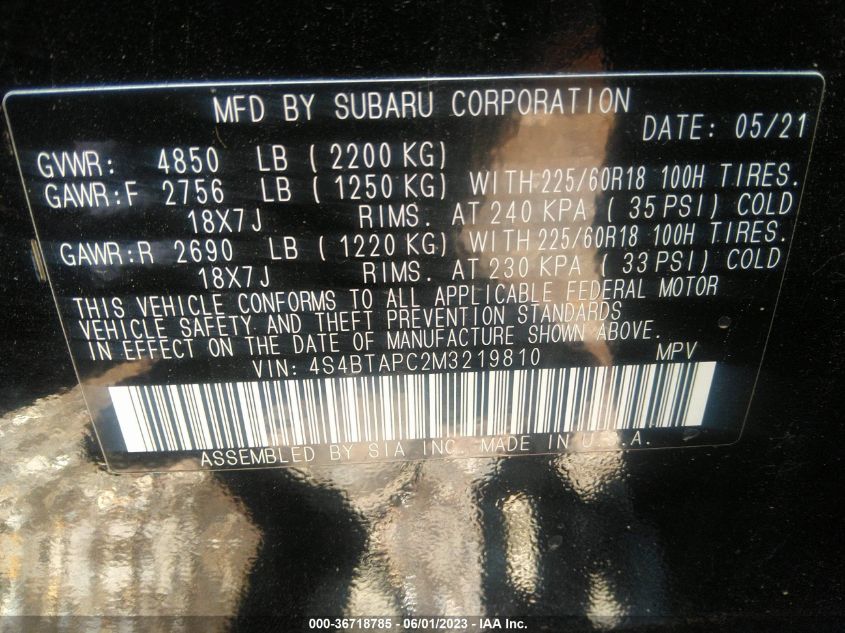 MFD BY SUBARU CORPORATION
DATE: 05/21
GVWR: 4850 LB ( 2200 KG)
GAWR:F 2756 LB ( 1250 KG) WITH 225/60R18 100H TIRES.
18X7J RIMS. AT 240 KPA ( 35 PSI) COLD
GAWR:R 2690 LB ( 1220 KG) WITH 225/60R18 100H TIRES.
18X7J RIMS. AT 230 KPA ( 33 PSI) COLD
THIS VEHICLE CONFORMS TO ALL APPLICABLE FEDERAL MOTOR
VEHICLE SAFETY AND THEFT PREVENTION STANDARDS
IN EFFECT ON THE DATE OF MANUFACTURE SHOWN ABOVE.
VIN: 4S4BTAPC2M3219810 MPV
ASSEMBLED BY SIA INC. MADE IN U.S.A.
000-36718785 - 06/01/2023 - IAA Inc.